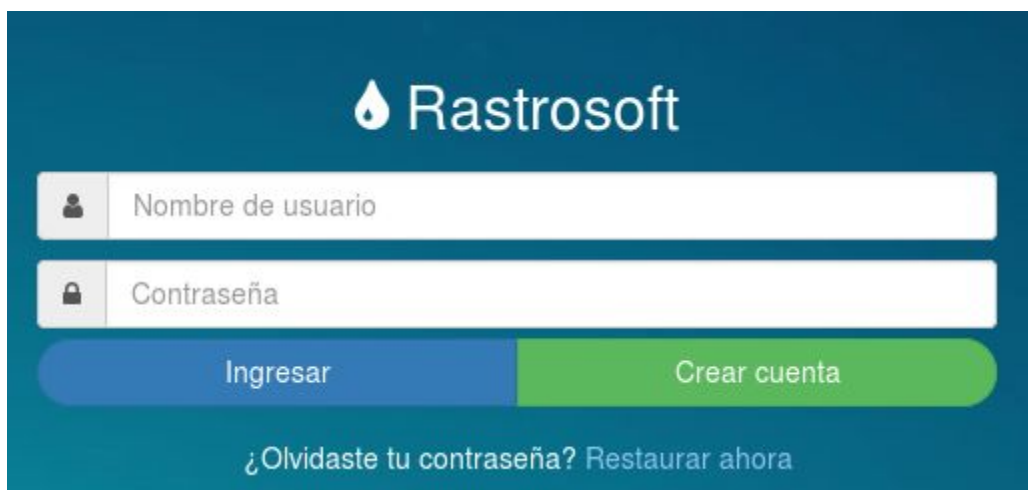 Rastrosoft
Nombre de usuario
Contraseña
Ingresar Crear cuenta
¿Olvidaste tu contraseña? Restaurar ahora